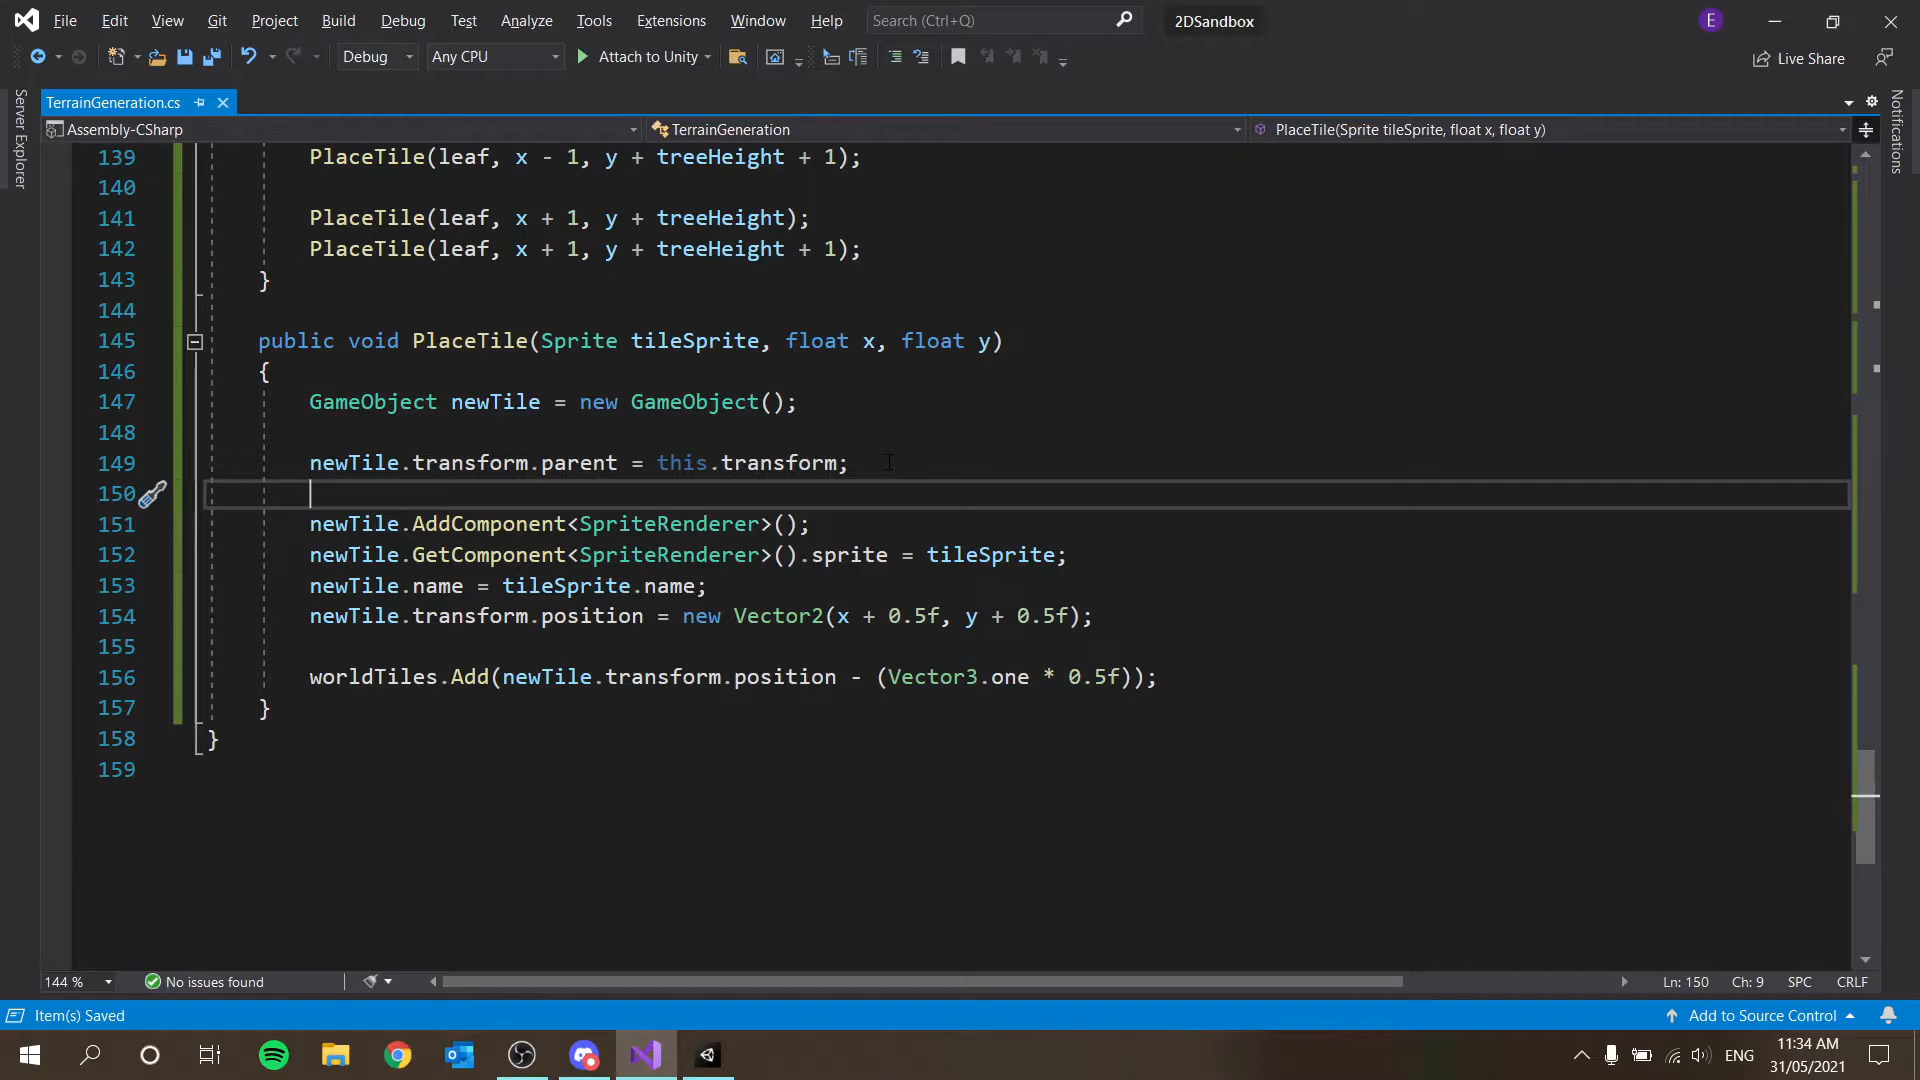 File Edit View Git Project Build Debug Test Analyze Tools Extensions Window Help Search (Ctrl+Q) 2DSandbox E
Debug Any CPU Attach to Unity Live Share
Server Explorer
Notifications
TerrainGeneration.cs
Assembly-CSharp TerrainGeneration PlaceTile(Sprite tileSprite, float x, float y)
139 PlaceTile(leaf, x - 1, y + treeHeight + 1);
140
141 PlaceTile(leaf, x + 1, y + treeHeight);
142 PlaceTile(leaf, x + 1, y + treeHeight + 1);
143 }
144
145 public void PlaceTile(Sprite tileSprite, float x, float y)
146 {
147 GameObject newTile = new GameObject();
148
149 newTile.transform.parent = this.transform;
150
151 newTile.AddComponent<SpriteRenderer>();
152 newTile.GetComponent<SpriteRenderer>().sprite = tileSprite;
153 newTile.name = tileSprite.name;
154 newTile.transform.position = new Vector2(x + 0.5f, y + 0.5f);
155
156 worldTiles.Add(newTile.transform.position - (Vector3.one * 0.5f));
157 }
158 }
159
144 % No issues found Ln: 150 Ch: 9 SPC CRLF
Item(s) Saved Add to Source Control
ENG 11:34 AM
31/05/2021